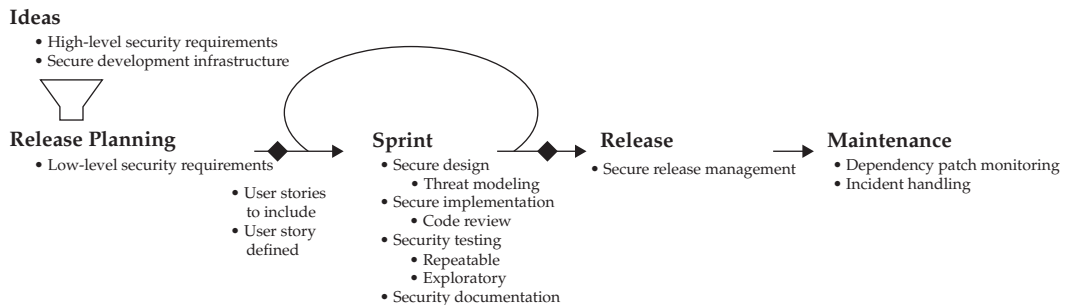 Ideas
• High-level security requirements
• Secure development infrastructure
Release Planning
• Low-level security requirements
• User stories
to include
• User story
defined
Sprint
• Secure design
• Threat modeling
• Secure implementation
• Code review
• Security testing
• Repeatable
• Exploratory
• Security documentation
Release
• Secure release management
Maintenance
• Dependency patch monitoring
• Incident handling